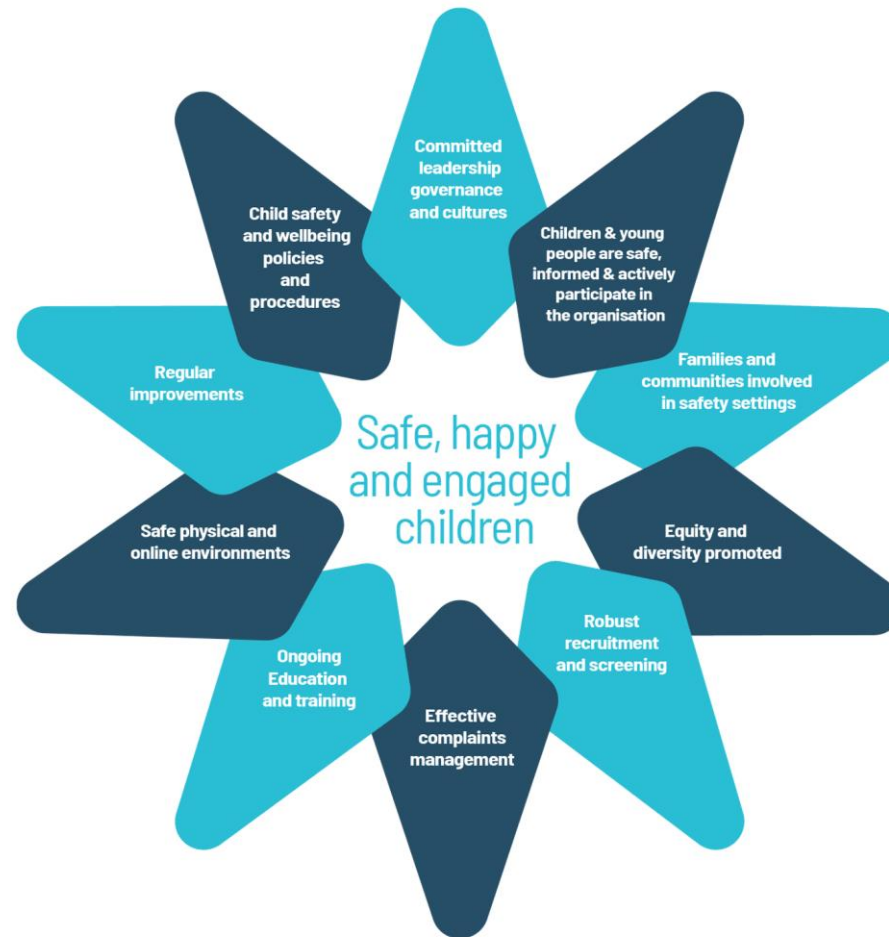 Committed
leadership
governance
and cultures
Children & young
people are safe,
informed & actively
participate in
the organisation
Families and
communities involved
in safety settings
Equity and
diversity promoted
Robust
recruitment
and screening
Effective
complaints
management
Ongoing
Education
and training
Safe physical and
online environments
Regular
improvements
Child safety
and wellbeing
policies
and
procedures
Safe, happy
and engaged
children